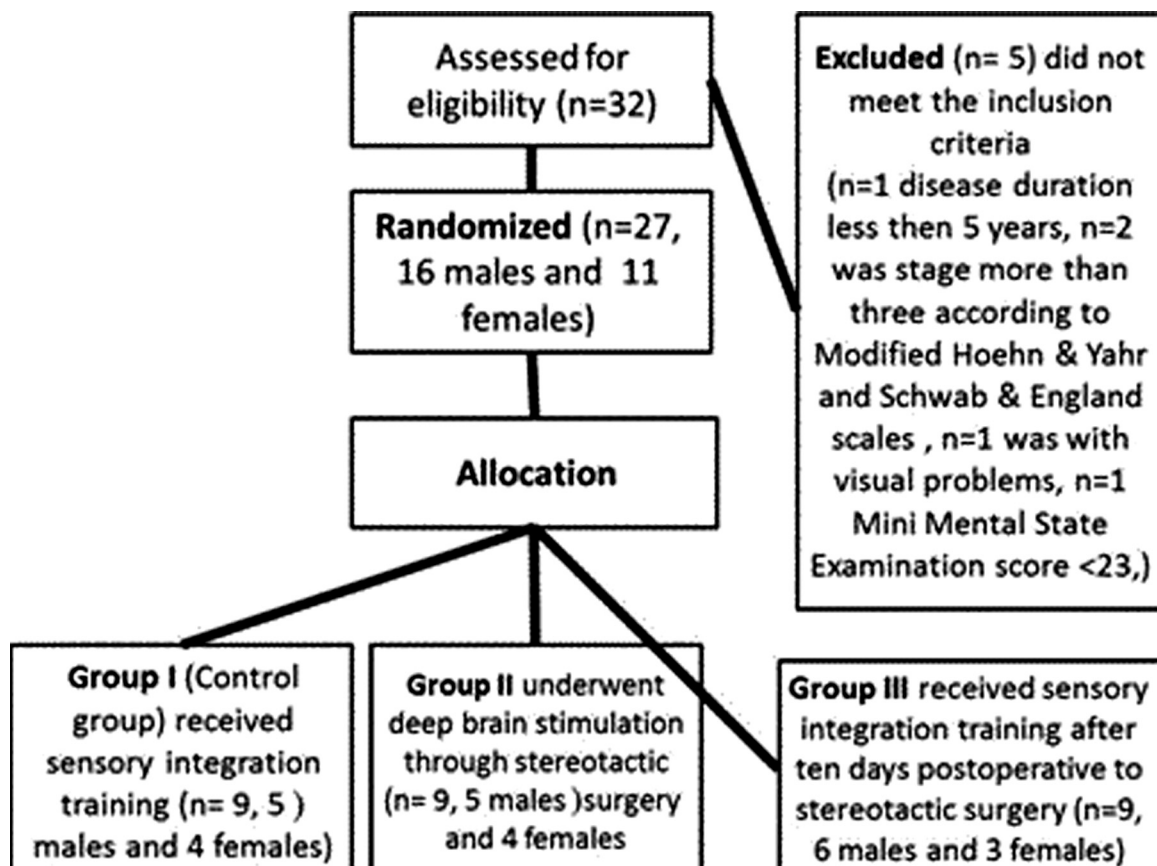 Assessed for
eligibility (n=32)
Excluded (n= 5) did not
meet the inclusion
criteria
(n=1 disease duration
less then 5 years, n=2
was stage more than
three according to
Modified Hoehn & Yahr
and Schwab & England
scales , n=1 was with
visual problems, n=1
Mini Mental State
Examination score <23,)
Randomized (n=27,
16 males and 11
females)
Allocation
Group I (Control
group) received
sensory integration
training (n= 9, 5 )
males and 4 females)
Group II underwent
deep brain stimulation
through stereotactic
(n= 9, 5 males )surgery
and 4 females
Group III received sensory
integration training after
ten days postoperative to
stereotactic surgery (n=9,
6 males and 3 females)